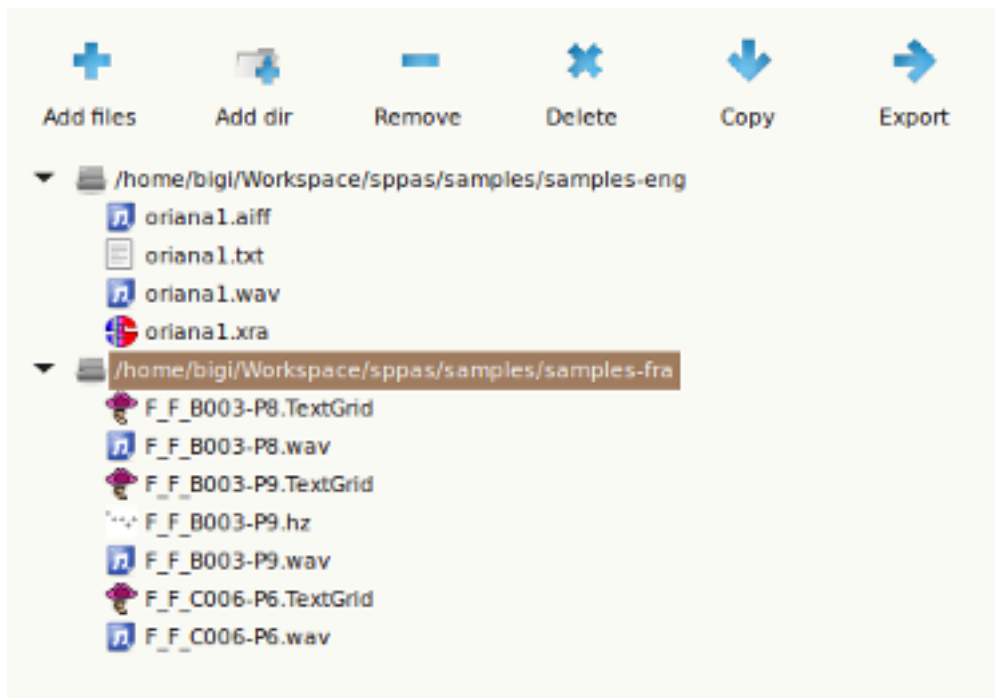 Add files Add dir Remove Delete Copy Export
/home/bigi/Workspace/sppas/samples/samples-eng
oriana1.aiff
oriana1.txt
oriana1.wav
oriana1.xra
/home/bigi/Workspace/sppas/samples/samples-fra
F_F_B003-P8.TextGrid
F_F_B003-P8.wav
F_F_B003-P9.TextGrid
F_F_B003-P9.hz
F_F_B003-P9.wav
F_F_C006-P6.TextGrid
F_F_C006-P6.wav